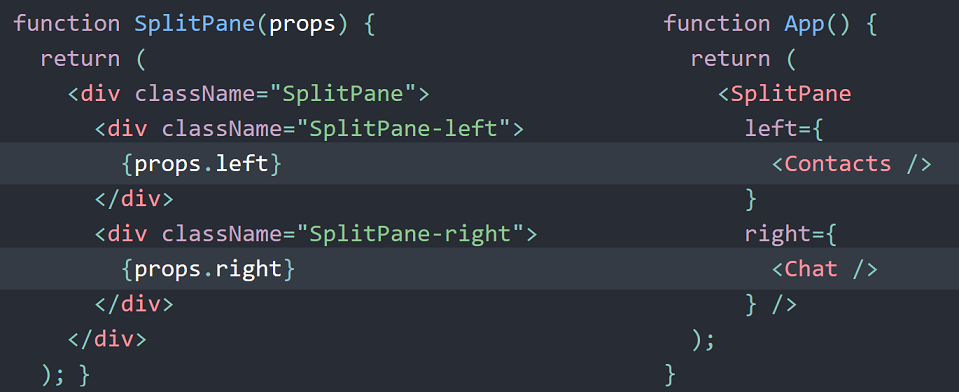 function SplitPane(props) {
  return (
    <div className="SplitPane">
      <div className="SplitPane-left">
        {props.left}
      </div>
      <div className="SplitPane-right">
        {props.right}
      </div>
    </div>
  ); }
function App() {
  return (
    <SplitPane
      left={
        <Contacts />
      }
      right={
        <Chat />
      } />
  );
}